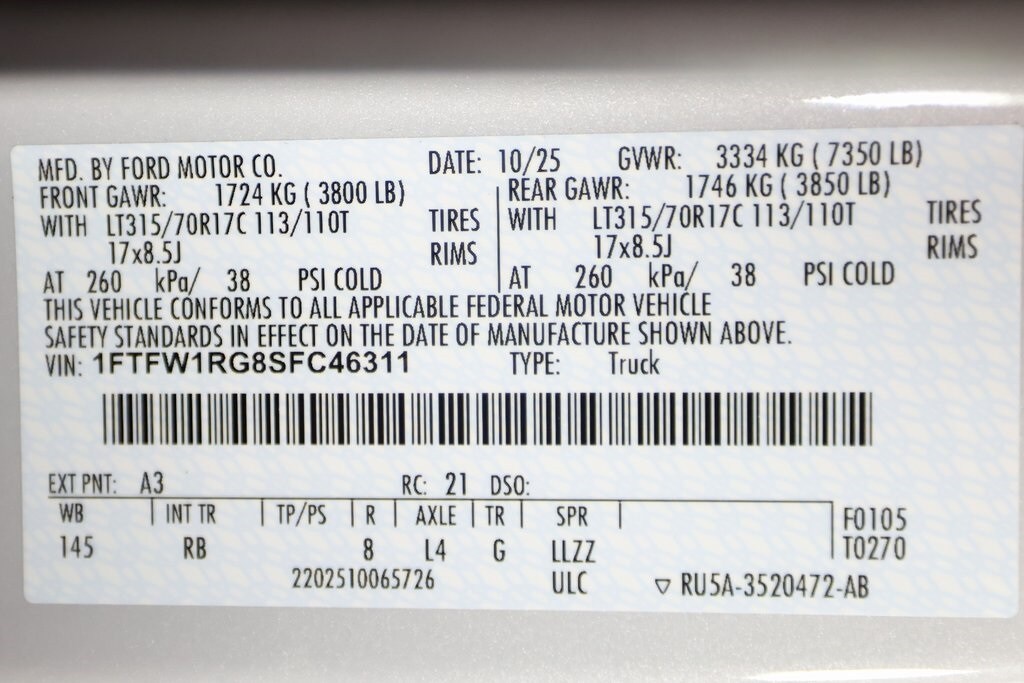 MFD. BY FORD MOTOR CO. DATE: 10/25 GVWR: 3334 KG ( 7350 LB)
FRONT GAWR: 1724 KG ( 3800 LB) REAR GAWR: 1746 KG ( 3850 LB)
WITH LT315/70R17C 113/110T TIRES WITH LT315/70R17C 113/110T TIRES
17x8.5J RIMS 17x8.5J RIMS
AT 260 kPa/ 38 PSI COLD AT 260 kPa/ 38 PSI COLD
THIS VEHICLE CONFORMS TO ALL APPLICABLE FEDERAL MOTOR VEHICLE
SAFETY STANDARDS IN EFFECT ON THE DATE OF MANUFACTURE SHOWN ABOVE.
VIN: 1FTFW1RG8SFC46311 TYPE: Truck
EXT PNT: A3 RC: 21 DSO:
WB INT TR TP/PS R AXLE TR SPR F0105
145 RB 8 L4 G LLZZ T0270
2202510065726 ULC ▽ RU5A-3520472-AB